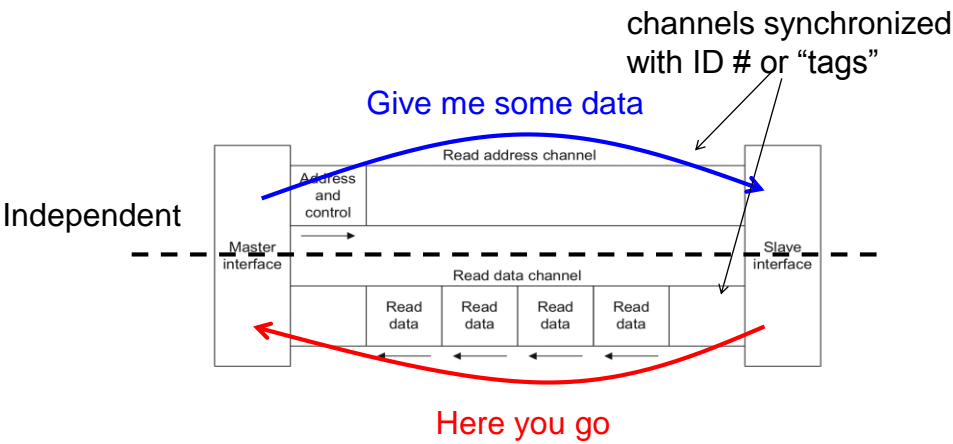 channels synchronized
with ID # or “tags”
Give me some data
Read address channel
Address
and
control
Independent
Master
interface
Slave
interface
Read data channel
Read
data
Read
data
Read
data
Read
data
Here you go